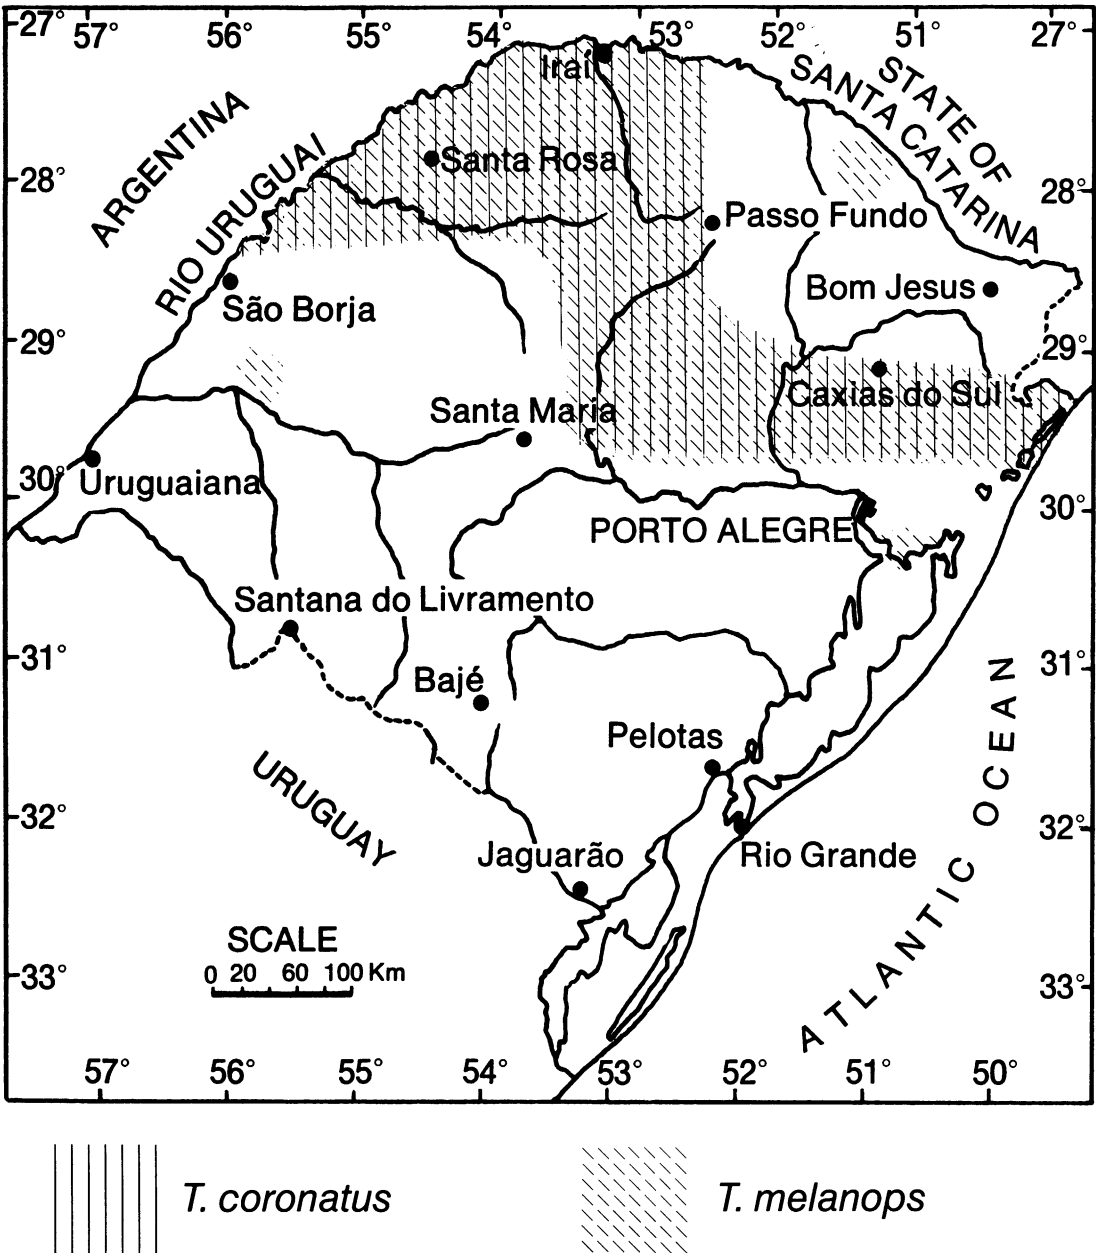 27°
57°
56°
55°
54°
53°
52°
51°
27°
Iraí
STATE OF
SANTA CATARINA
ARGENTINA
Santa Rosa
28°
28°
RIO URUGUAI
Passo Fundo
Bom Jesus
São Borja
29°
29°
Caxias do Sul
Santa Maria
30°
Uruguaiana
30°
PORTO ALEGRE
Santana do Livramento
31°
31°
Bajé
Pelotas
URUGUAY
ATLANTIC OCEAN
32°
32°
Jaguarão
Rio Grande
SCALE
0 20 60 100 Km
33°
33°
57°
56°
55°
54°
53°
52°
51°
50°
T. coronatus
T. melanops